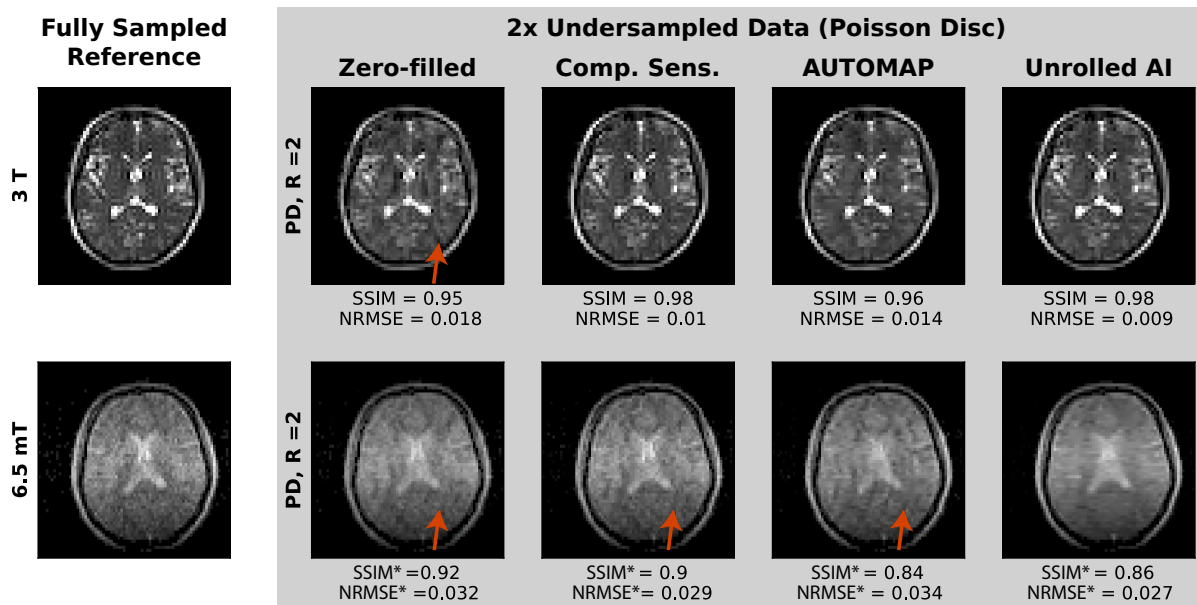 Fully Sampled
Reference
2x Undersampled Data (Poisson Disc)
Zero-filled
Comp. Sens.
AUTOMAP
Unrolled AI
3 T
PD, R =2
SSIM = 0.95
NRMSE = 0.018
SSIM = 0.98
NRMSE = 0.01
SSIM = 0.96
NRMSE = 0.014
SSIM = 0.98
NRMSE = 0.009
6.5 mT
PD, R =2
SSIM* =0.92
NRMSE* =0.032
SSIM* = 0.9
NRMSE* = 0.029
SSIM* = 0.84
NRMSE* = 0.034
SSIM* = 0.86
NRMSE* = 0.027